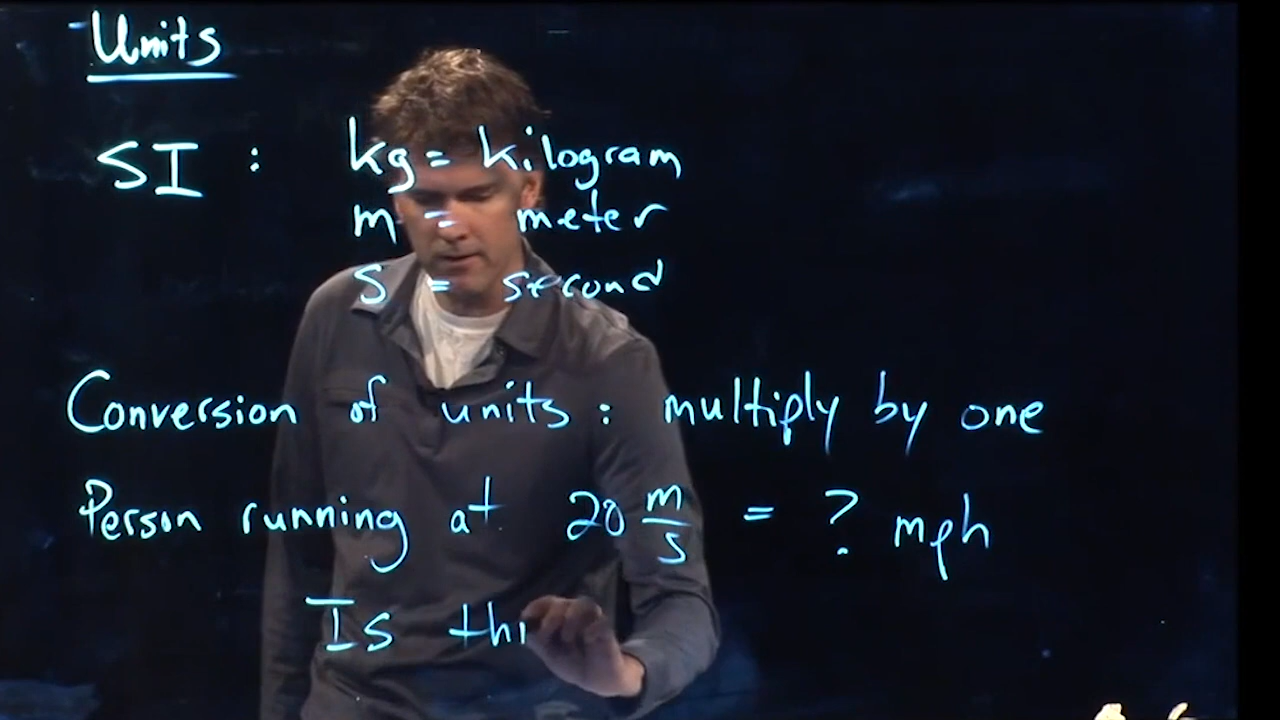 Units
SI : kg = kilogram
m = meter
s = second
Conversion of units : multiply by one
Person running at 20 m/s = ? mph
Is thi